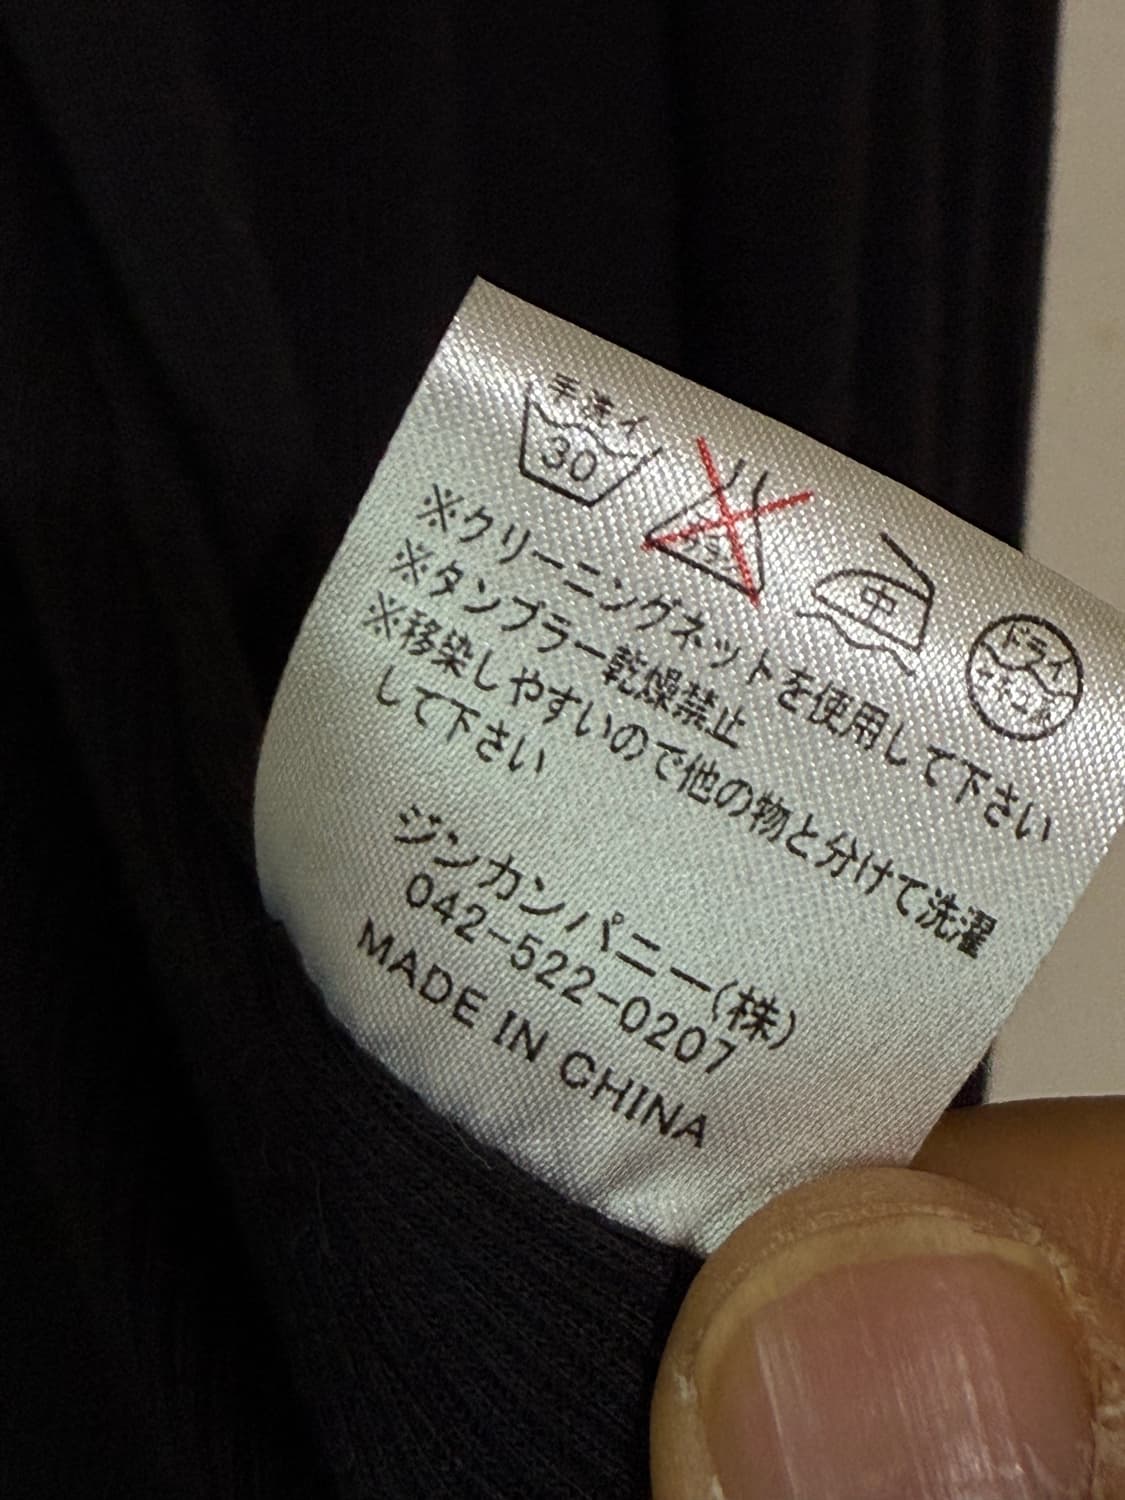 手洗イ
30
中
ドライ
※クリーニングネットを使用して下さい
※タンブラー乾燥禁止
※移染しやすいので他の物と分けて洗濯
して下さい
ジンカンパニー(株)
042-522-0207
MADE IN CHINA